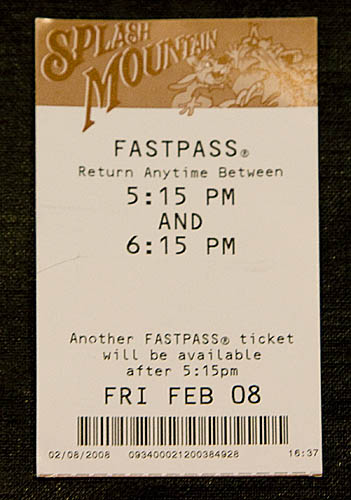 SPLASH
MOUNTAIN
FASTPASS®
Return Anytime Between
5:15 PM
AND
6:15 PM
Another FASTPASS® ticket
will be available
after 5:15pm
FRI FEB 08
02/08/2008 09340002120038492８ 16:37